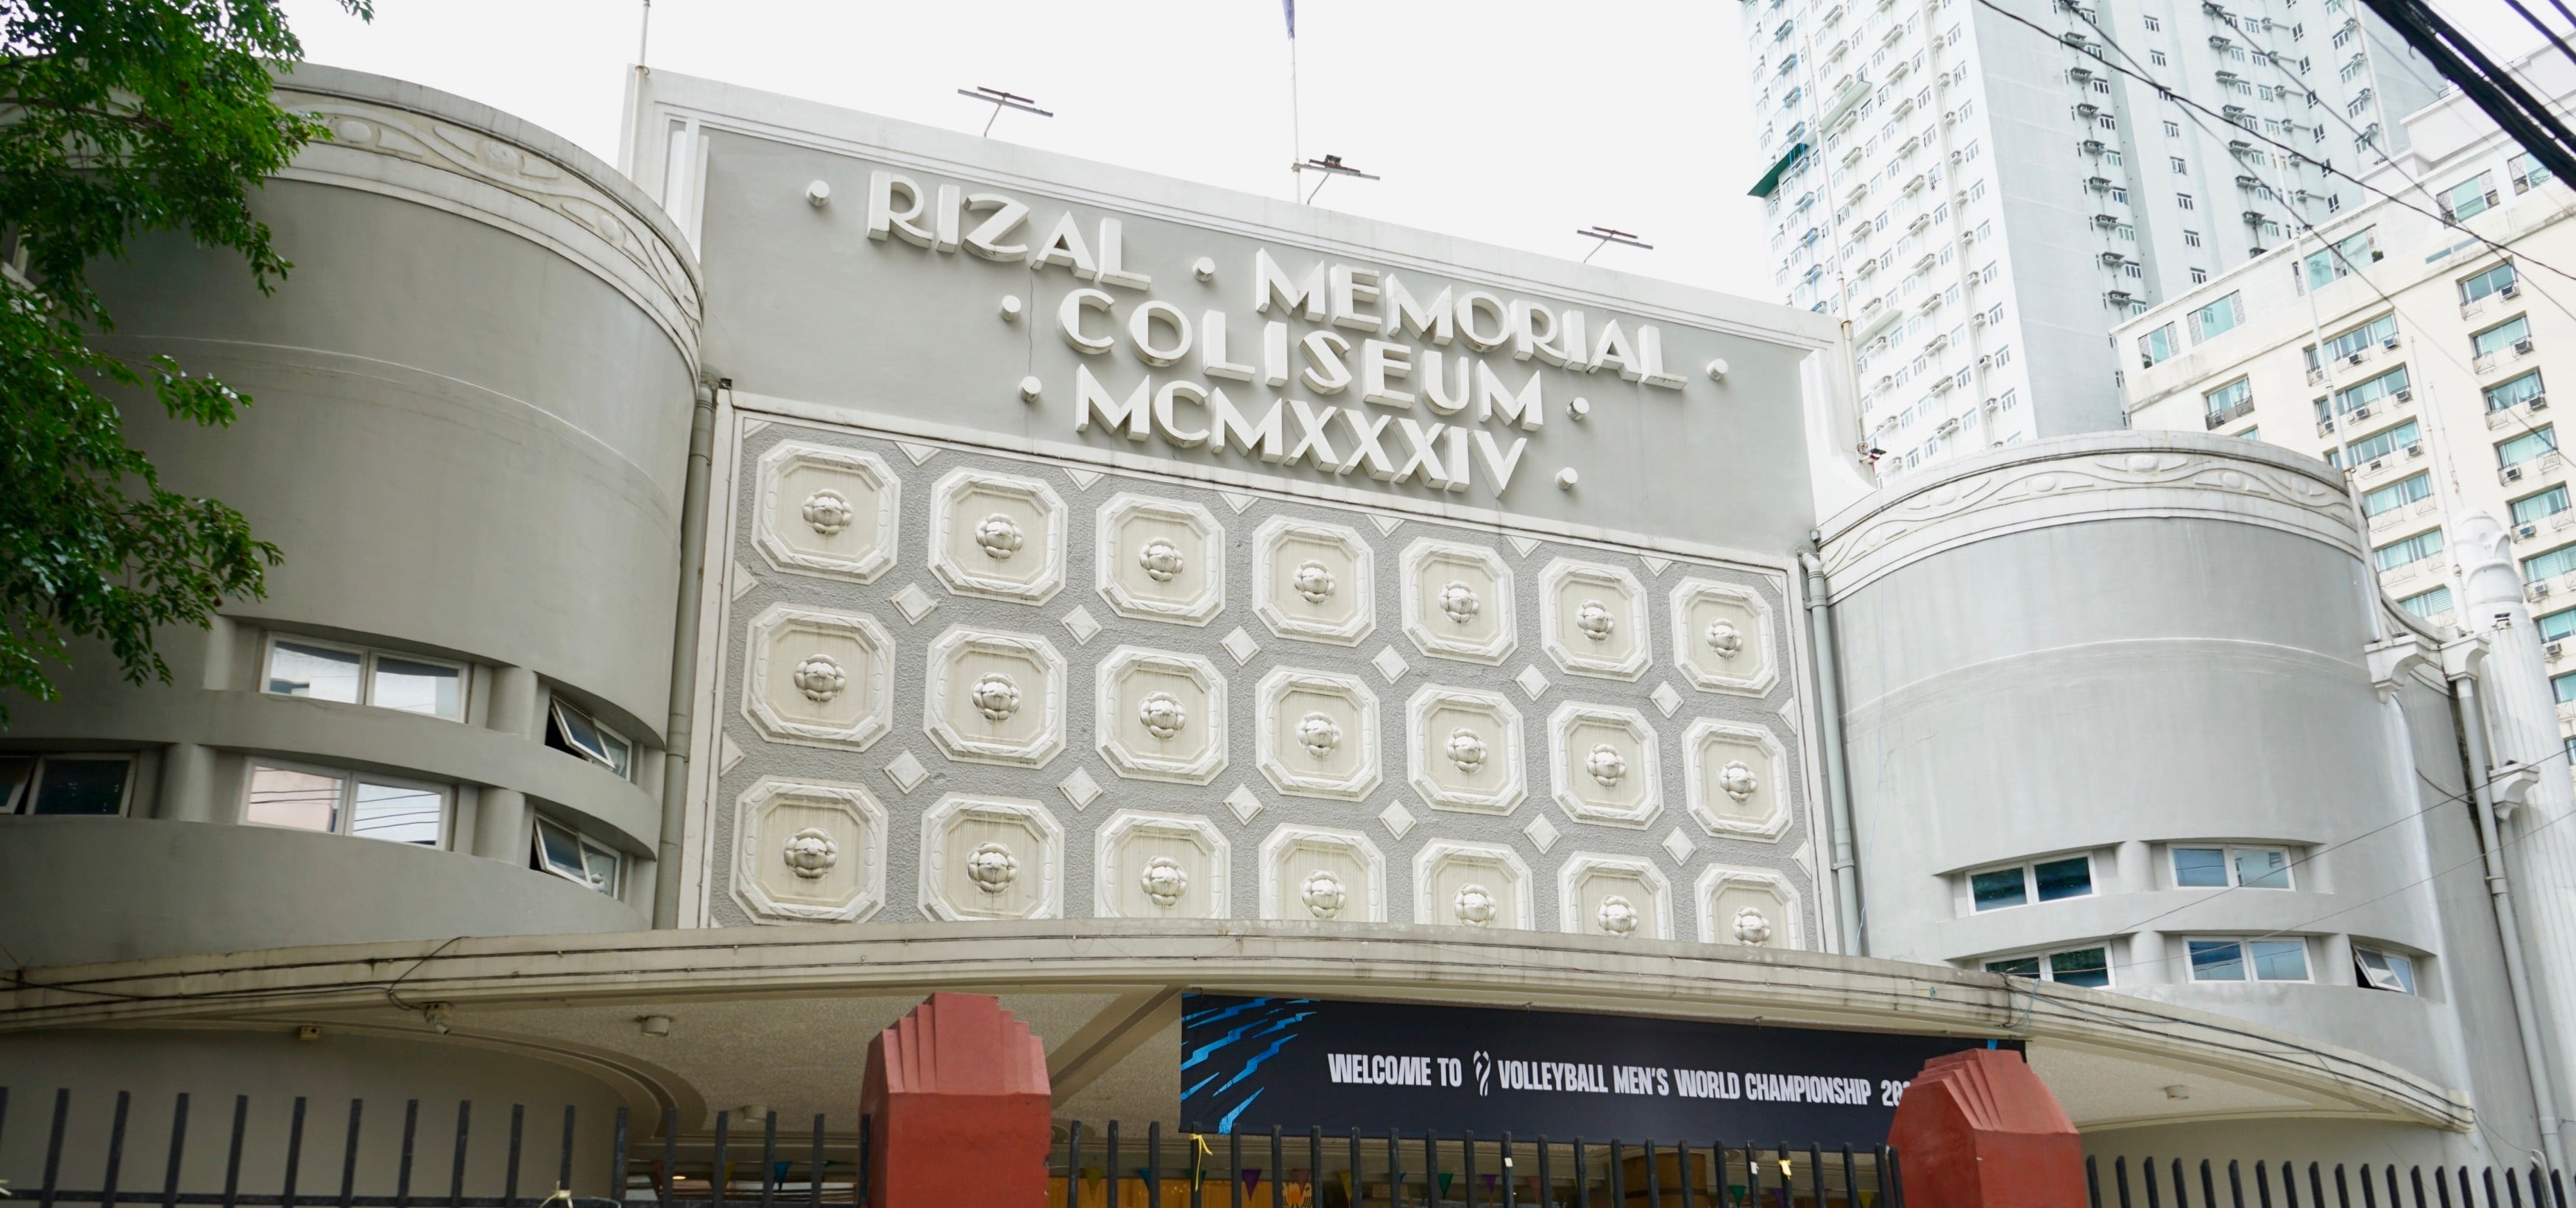 • RIZAL • MEMORIAL •
• COLISEUM •
• MCMXXXIV •
WELCOME TO VOLLEYBALL MEN'S WORLD CHAMPIONSHIP